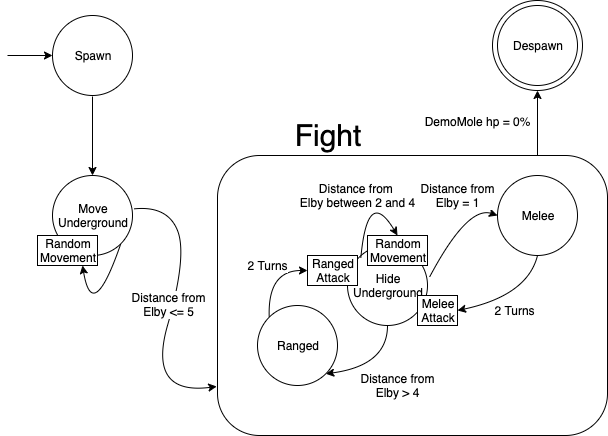 Spawn
Despawn
DemoMole hp = 0%
Fight
Move
Underground
Random
Movement
Distance from
Elby <= 5
Distance from
Elby between 2 and 4
Distance from
Elby = 1
Melee
Random
Movement
2 Turns
Ranged
Attack
Hide
Underground
Melee
Attack
2 Turns
Ranged
Distance from
Elby > 4